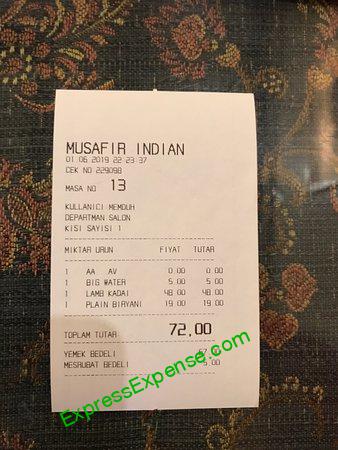 MUSAFIR INDIAN
01.06.2019 22:23:37
CEK NO 229098
MASA NO 13
KULLANICI MEMDUH
DEPARTMAN SALON
KISI SAYISI 1
MIKTAR URUN FIYAT TUTAR
1 AA AV 0.00 0.00
1 BIG WATER 5.00 5.00
1 LAMB KADAI 48.00 48.00
1 PLAIN BIRYANI 19.00 19.00
TOPLAM TUTAR 72,00
YEMEK BEDELI
MESRUBAT BEDELI 5.00
ExpressExpense.com